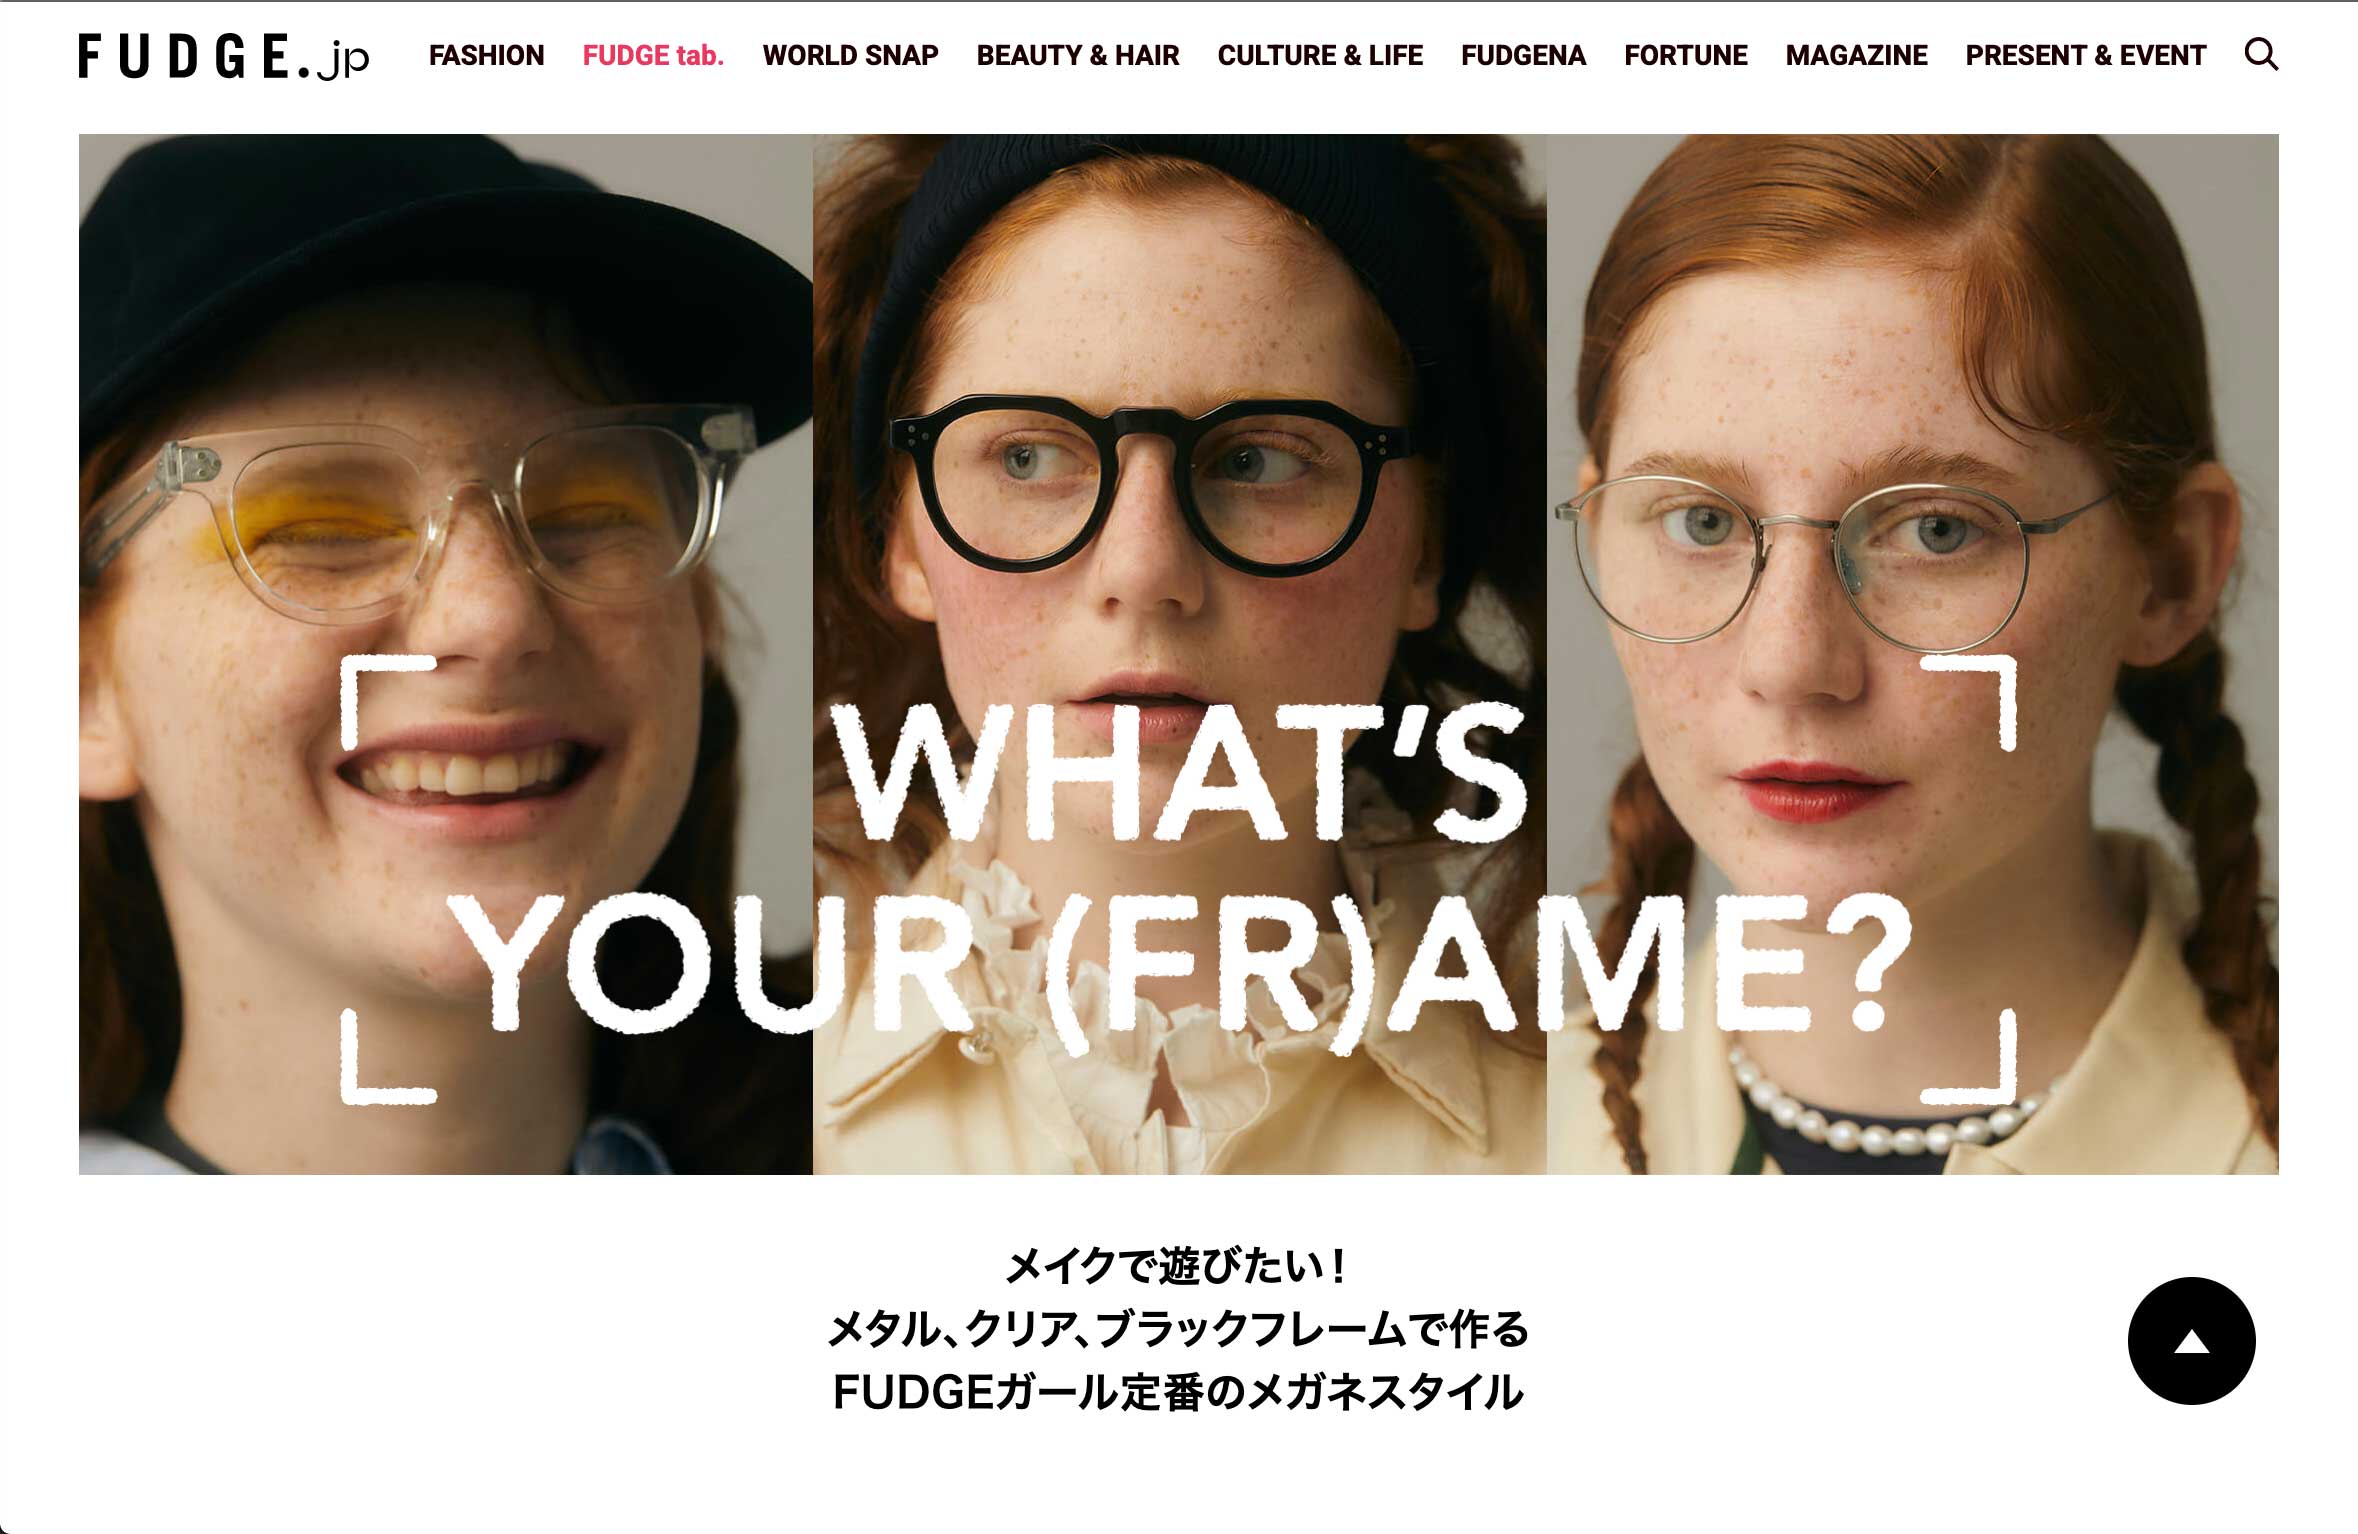 FUDGE.jp
FASHION
FUDGE tab.
WORLD SNAP
BEAUTY & HAIR
CULTURE & LIFE
FUDGENA
FORTUNE
MAGAZINE
PRESENT & EVENT
WHAT'S
YOUR (FR)AME?
メイクで遊びたい！
メタル、クリア、ブラックフレームで作る
FUDGEガール定番のメガネスタイル